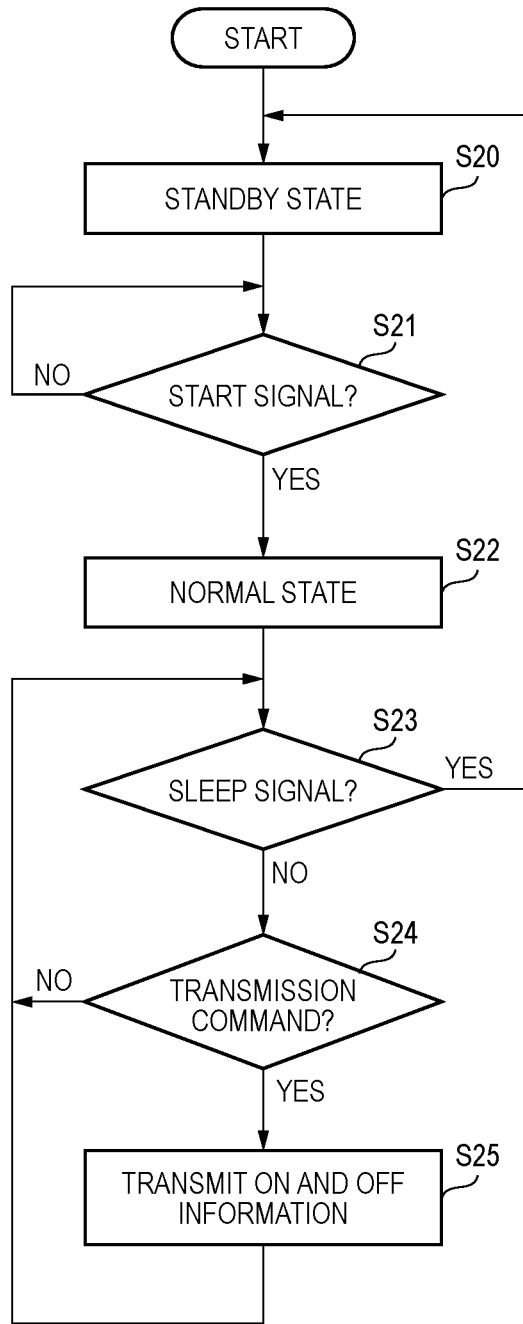 START
S20
STANDBY STATE
S21
NO
START SIGNAL?
YES
S22
NORMAL STATE
S23
YES
SLEEP SIGNAL?
NO
S24
NO
TRANSMISSION
COMMAND?
YES
S25
TRANSMIT ON AND OFF
INFORMATION